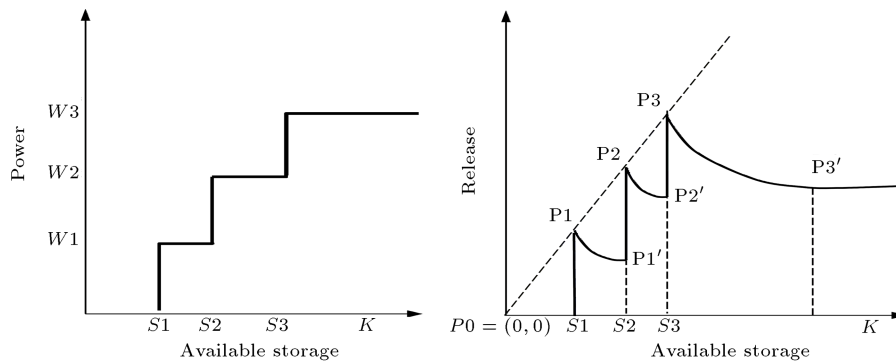 Power
W3
W2
W1
S1 S2 S3 K
Available storage
Release
P3
P2
P1
P3′
P2′
P1′
P0 = (0,0) S1 S2 S3 K
Available storage